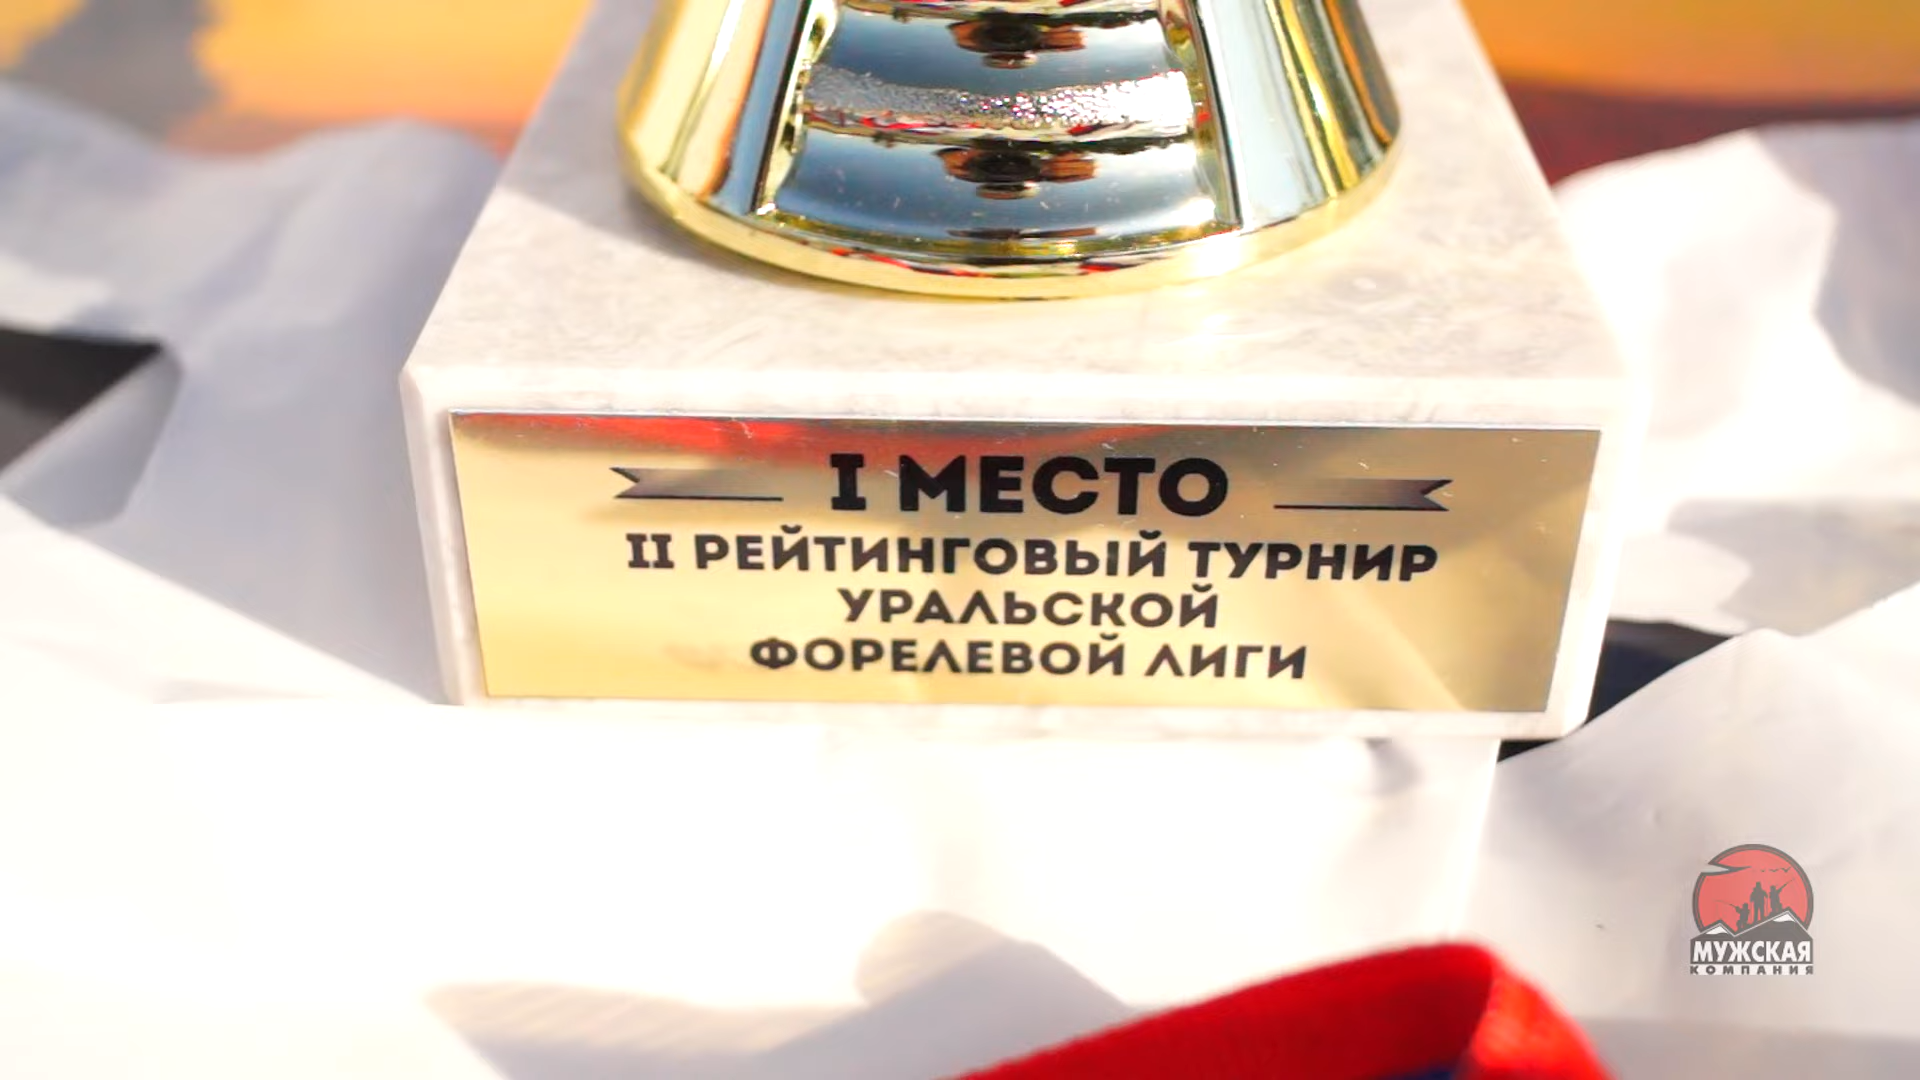 I МЕСТО
II РЕЙТИНГОВЫЙ ТУРНИР
УРАЛЬСКОЙ
ФОРЕЛЕВОЙ ЛИГИ
МУЖСКАЯ
КОМПАНИЯ